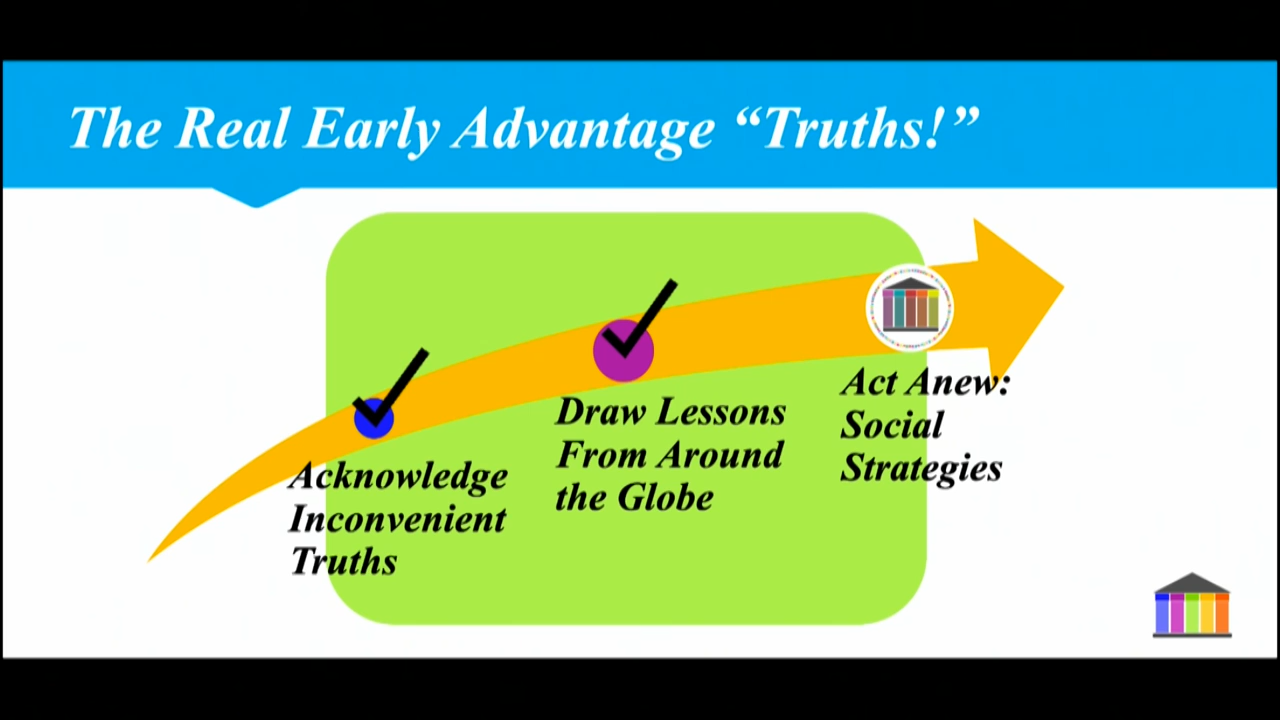 The Real Early Advantage “Truths!”
Acknowledge
Inconvenient
Truths
Draw Lessons
From Around
the Globe
Act Anew:
Social
Strategies